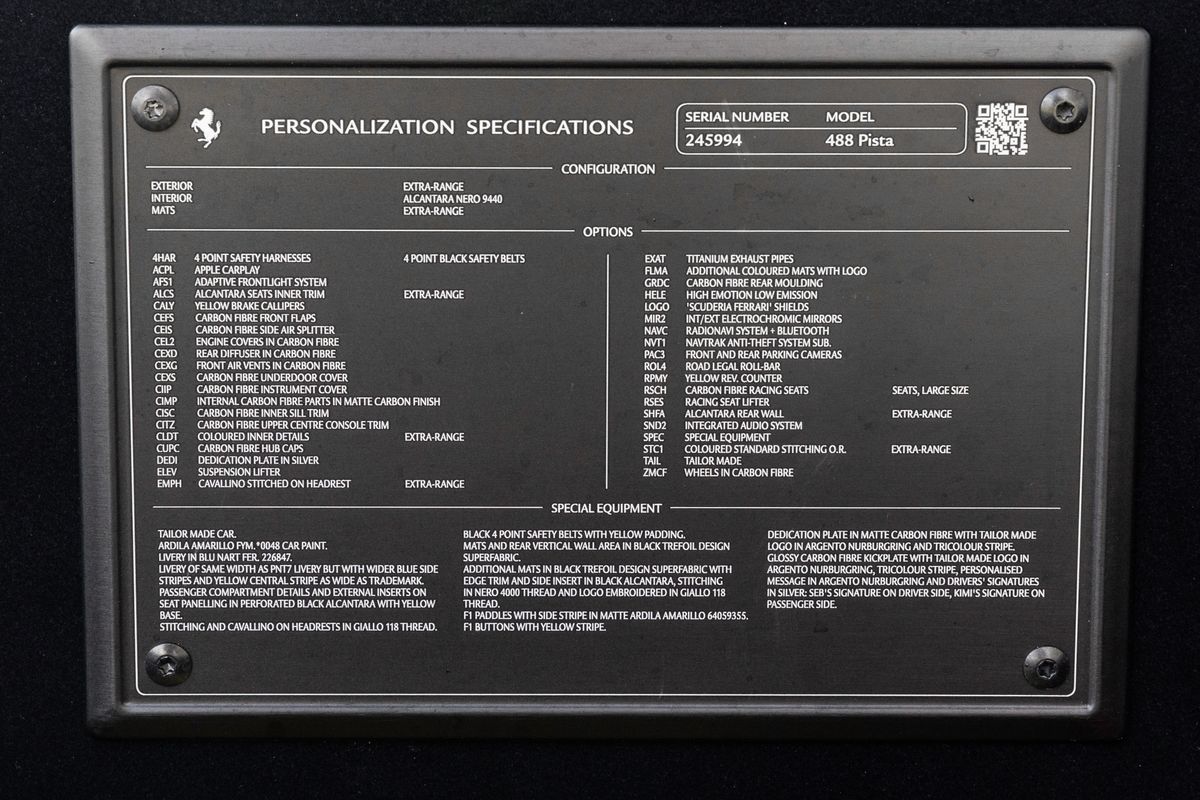 PERSONALIZATION SPECIFICATIONS
SERIAL NUMBER MODEL
245994 488 Pista
CONFIGURATION
EXTERIOR EXTRA-RANGE
INTERIOR ALCANTARA NERO 9440
MATS EXTRA-RANGE
OPTIONS
4HAR 4 POINT SAFETY HARNESSES 4 POINT BLACK SAFETY BELTS
ACPL APPLE CARPLAY
AFS1 ADAPTIVE FRONTLIGHT SYSTEM
ALCS ALCANTARA SEATS INNER TRIM EXTRA-RANGE
CALY YELLOW BRAKE CALLIPERS
CEFS CARBON FIBRE FRONT FLAPS
CEIS CARBON FIBRE SIDE AIR SPLITTER
CEL2 ENGINE COVERS IN CARBON FIBRE
CEXD REAR DIFFUSER IN CARBON FIBRE
CEXG FRONT AIR VENTS IN CARBON FIBRE
CEXS CARBON FIBRE UNDERDOOR COVER
CIIP CARBON FIBRE INSTRUMENT COVER
CIMP INTERNAL CARBON FIBRE PARTS IN MATTE CARBON FINISH
CISC CARBON FIBRE INNER SILL TRIM
CITZ CARBON FIBRE UPPER CENTRE CONSOLE TRIM
CLDT COLOURED INNER DETAILS EXTRA-RANGE
CUPC CARBON FIBRE HUB CAPS
DEDI DEDICATION PLATE IN SILVER
ELEV SUSPENSION LIFTER
EMPH CAVALLINO STITCHED ON HEADREST EXTRA-RANGE
EXAT TITANIUM EXHAUST PIPES
FLMA ADDITIONAL COLOURED MATS WITH LOGO
GRDC CARBON FIBRE REAR MOULDING
HELE HIGH EMOTION LOW EMISSION
LOGO 'SCUDERIA FERRARI' SHIELDS
MIR2 INT/EXT ELECTROCHROMIC MIRRORS
NAVC RADIONAVI SYSTEM + BLUETOOTH
NVT1 NAVTRAK ANTI-THEFT SYSTEM SUB.
PAC3 FRONT AND REAR PARKING CAMERAS
ROL4 ROAD LEGAL ROLL-BAR
RPMY YELLOW REV. COUNTER
RSCH CARBON FIBRE RACING SEATS SEATS, LARGE SIZE
RSES RACING SEAT LIFTER
SHFA ALCANTARA REAR WALL EXTRA-RANGE
SND2 INTEGRATED AUDIO SYSTEM
SPEC SPECIAL EQUIPMENT
STC1 COLOURED STANDARD STITCHING O.R. EXTRA-RANGE
TAIL TAILOR MADE
ZMCF WHEELS IN CARBON FIBRE
SPECIAL EQUIPMENT
TAILOR MADE CAR.
ARDILA AMARILLO FYM.*0048 CAR PAINT.
LIVERY IN BLU NART FER. 226847.
LIVERY OF SAME WIDTH AS PNT7 LIVERY BUT WITH WIDER BLUE SIDE
STRIPES AND YELLOW CENTRAL STRIPE AS WIDE AS TRADEMARK.
PASSENGER COMPARTMENT DETAILS AND EXTERNAL INSERTS ON
SEAT PANELLING IN PERFORATED BLACK ALCANTARA WITH YELLOW
BASE.
STITCHING AND CAVALLINO ON HEADRESTS IN GIALLO 118 THREAD.
BLACK 4 POINT SAFETY BELTS WITH YELLOW PADDING.
MATS AND REAR VERTICAL WALL AREA IN BLACK TREFOIL DESIGN
SUPERFABRIC.
ADDITIONAL MATS IN BLACK TREFOIL DESIGN SUPERFABRIC WITH
EDGE TRIM AND SIDE INSERT IN BLACK ALCANTARA, STITCHING
IN NERO 4000 THREAD AND LOGO EMBROIDERED IN GIALLO 118
THREAD.
F1 PADDLES WITH SIDE STRIPE IN MATTE ARDILA AMARILLO 64059355.
F1 BUTTONS WITH YELLOW STRIPE.
DEDICATION PLATE IN MATTE CARBON FIBRE WITH TAILOR MADE
LOGO IN ARGENTO NURBURGRING AND TRICOLOUR STRIPE.
GLOSSY CARBON FIBRE KICKPLATE WITH TAILOR MADE LOGO IN
ARGENTO NURBURGRING, TRICOLOUR STRIPE, PERSONALISED
MESSAGE IN ARGENTO NURBURGRING AND DRIVERS' SIGNATURES
IN SILVER: SEB'S SIGNATURE ON DRIVER SIDE, KIMI'S SIGNATURE ON
PASSENGER SIDE.